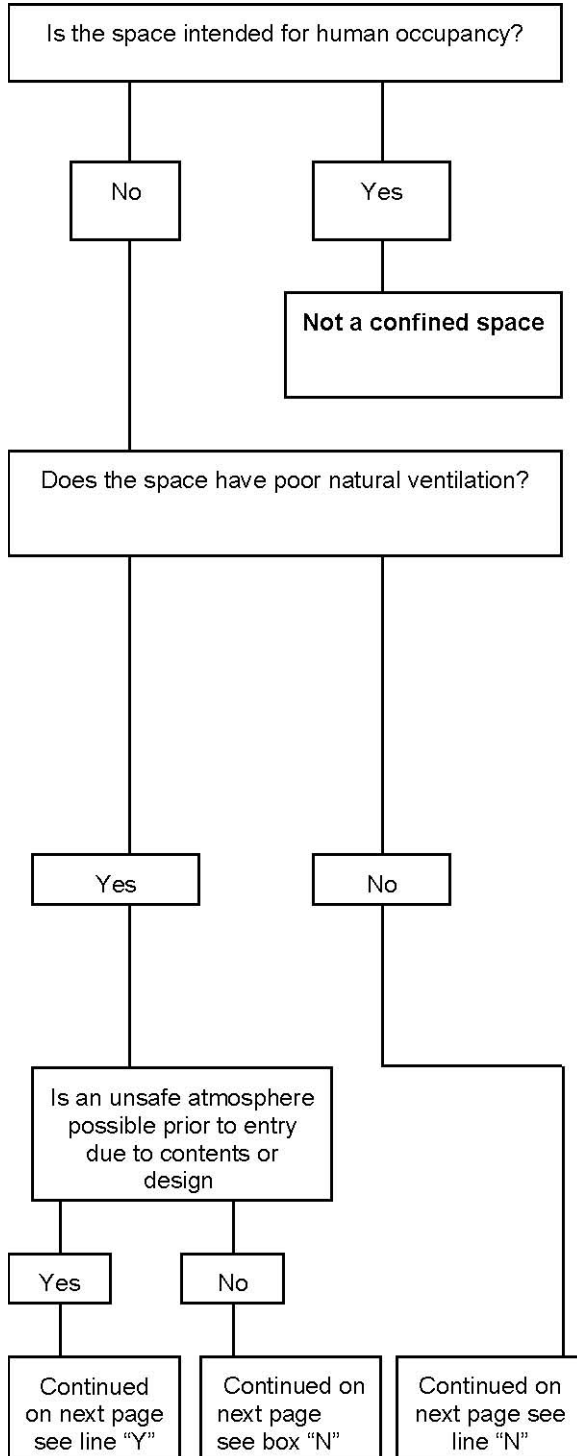 Is the space intended for human occupancy?
No
Yes
Not a confined space
Does the space have poor natural ventilation?
Yes
No
Is an unsafe atmosphere
possible prior to entry
due to contents or
design
Yes
No
Continued
on next page
see line “Y”
Continued on
next page
see box “N”
Continued on
next page see
line “N”